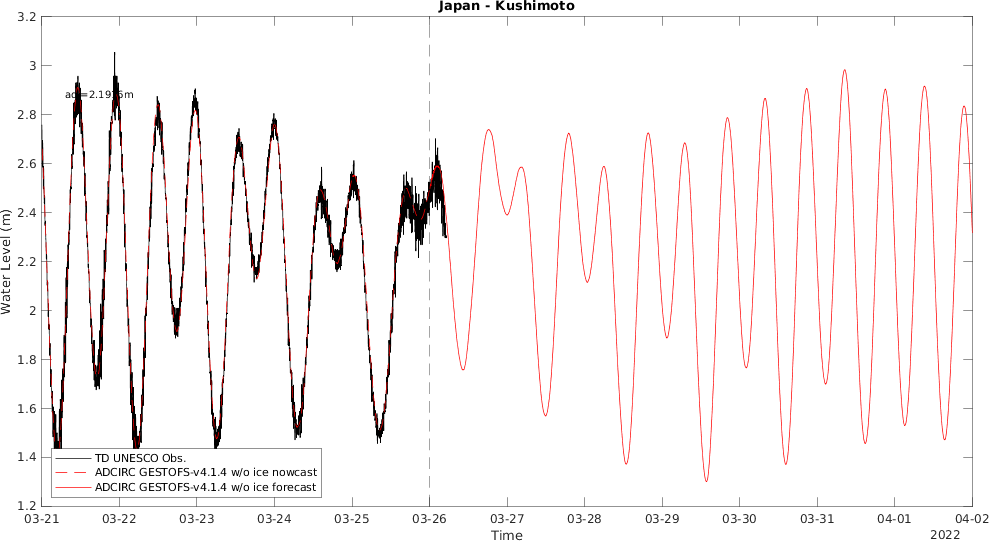 Japan - Kushimoto
3.2
3
2.8
2.6
2.4
2.2
2
1.8
1.6
1.4
1.2
Water Level (m)
TD UNESCO Obs.
ADCIRC GESTOFS-v4.1.4 w/o ice nowcast
ADCIRC GESTOFS-v4.1.4 w/o ice forecast
03-21 03-22 03-23 03-24 03-25 03-26 03-27 03-28 03-29 03-30 03-31 04-01 04-02
Time
2022